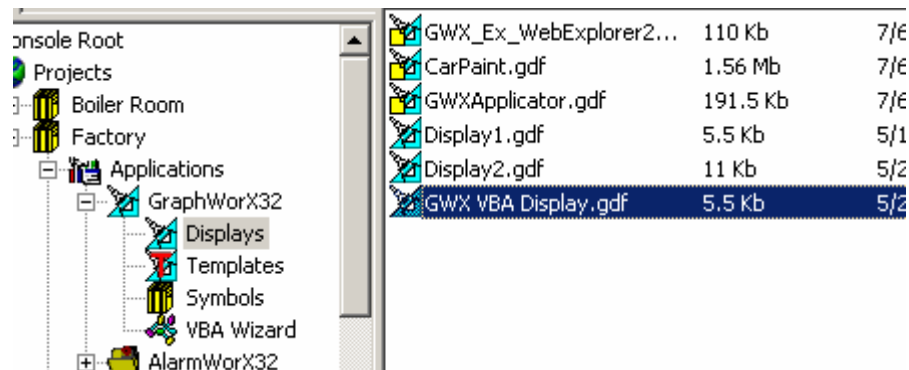 onsole Root
Projects
Boiler Room
Factory
Applications
GraphWorX32
Displays
Templates
Symbols
VBA Wizard
AlarmWorX32
GWX_Ex_WebExplorer2... 110 Kb 7/6
CarPaint.gdf 1.56 Mb 7/6
GWXApplicator.gdf 191.5 Kb 7/6
Display1.gdf 5.5 Kb 5/1
Display2.gdf 11 Kb 5/2
GWX VBA Display.gdf 5.5 Kb 5/2